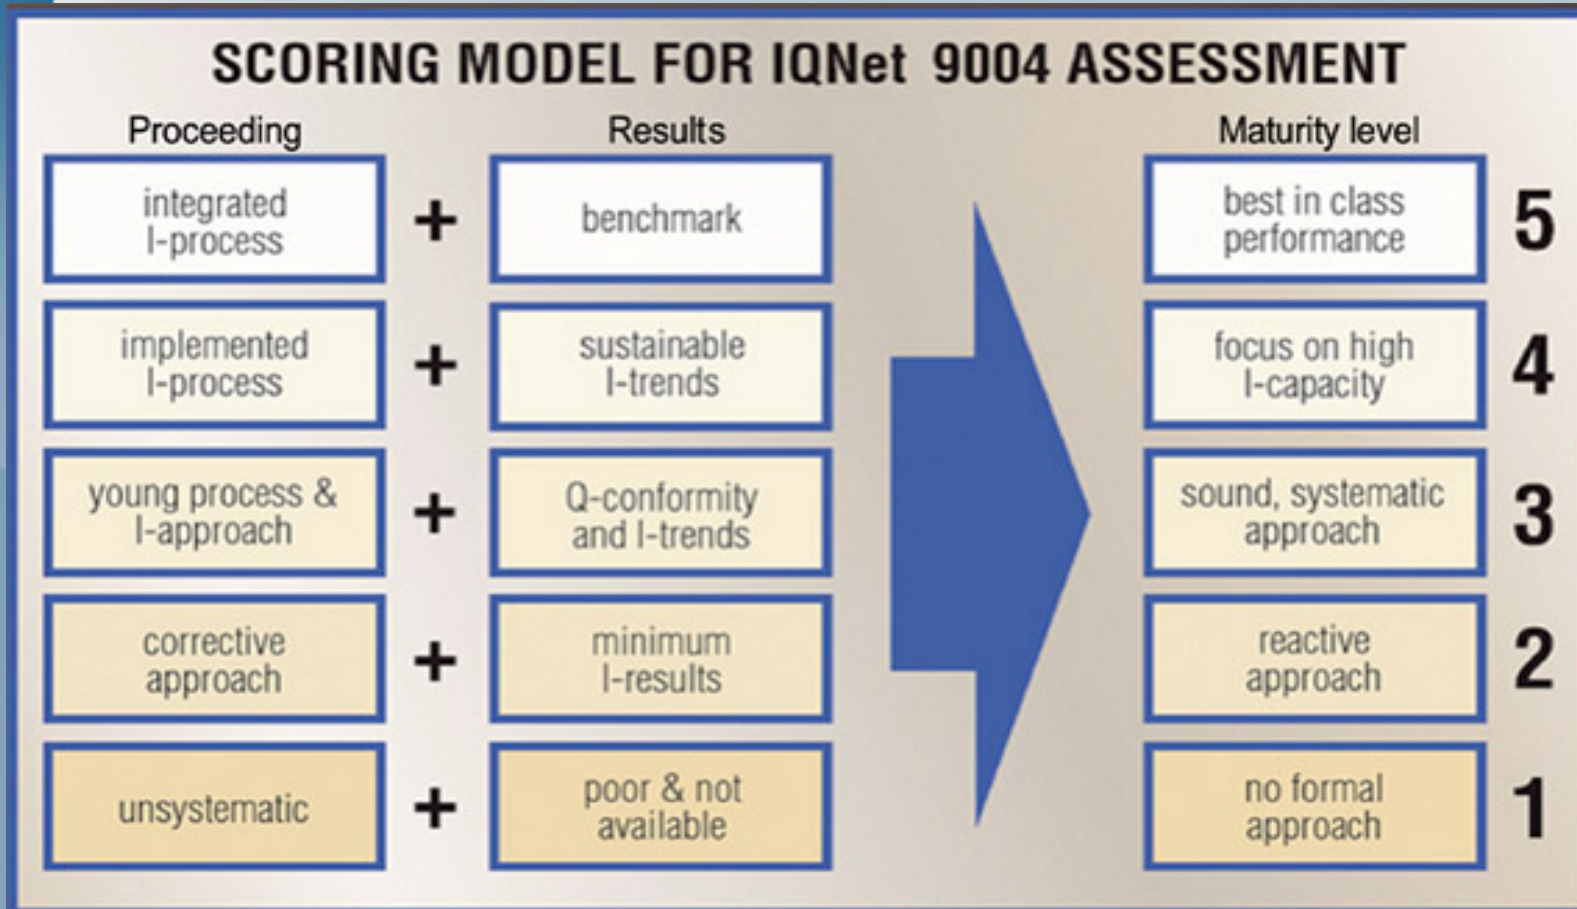 SCORING MODEL FOR IQNet 9004 ASSESSMENT
Proceeding
Results
Maturity level
integrated
I-process
+
benchmark
best in class
performance
5
implemented
I-process
+
sustainable
I-trends
focus on high
I-capacity
4
young process &
I-approach
+
Q-conformity
and I-trends
sound, systematic
approach
3
corrective
approach
+
minimum
I-results
reactive
approach
2
unsystematic
+
poor & not
available
no formal
approach
1